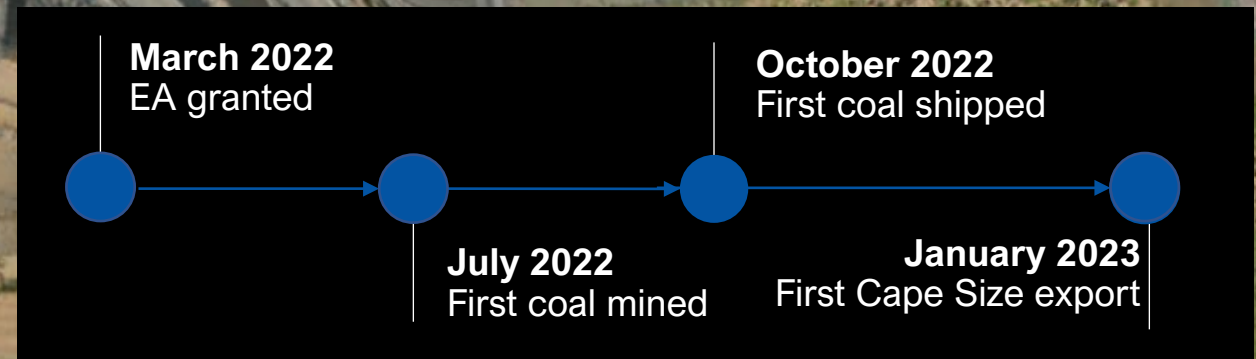 March 2022
EA granted
July 2022
First coal mined
October 2022
First coal shipped
January 2023
First Cape Size export